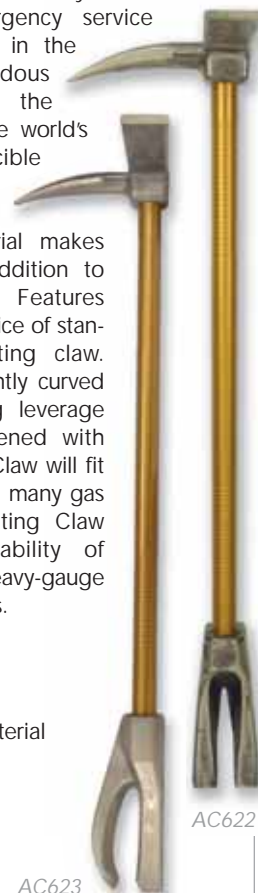 rgency service
in the
dous
the
e world's
cible
rial makes
ddition to
Features
ice of stan-
ting claw.
ntly curved
g leverage
ened with
Claw will fit
many gas
ting Claw
ability of
eavy-gauge
s.
terial
AC622
AC623